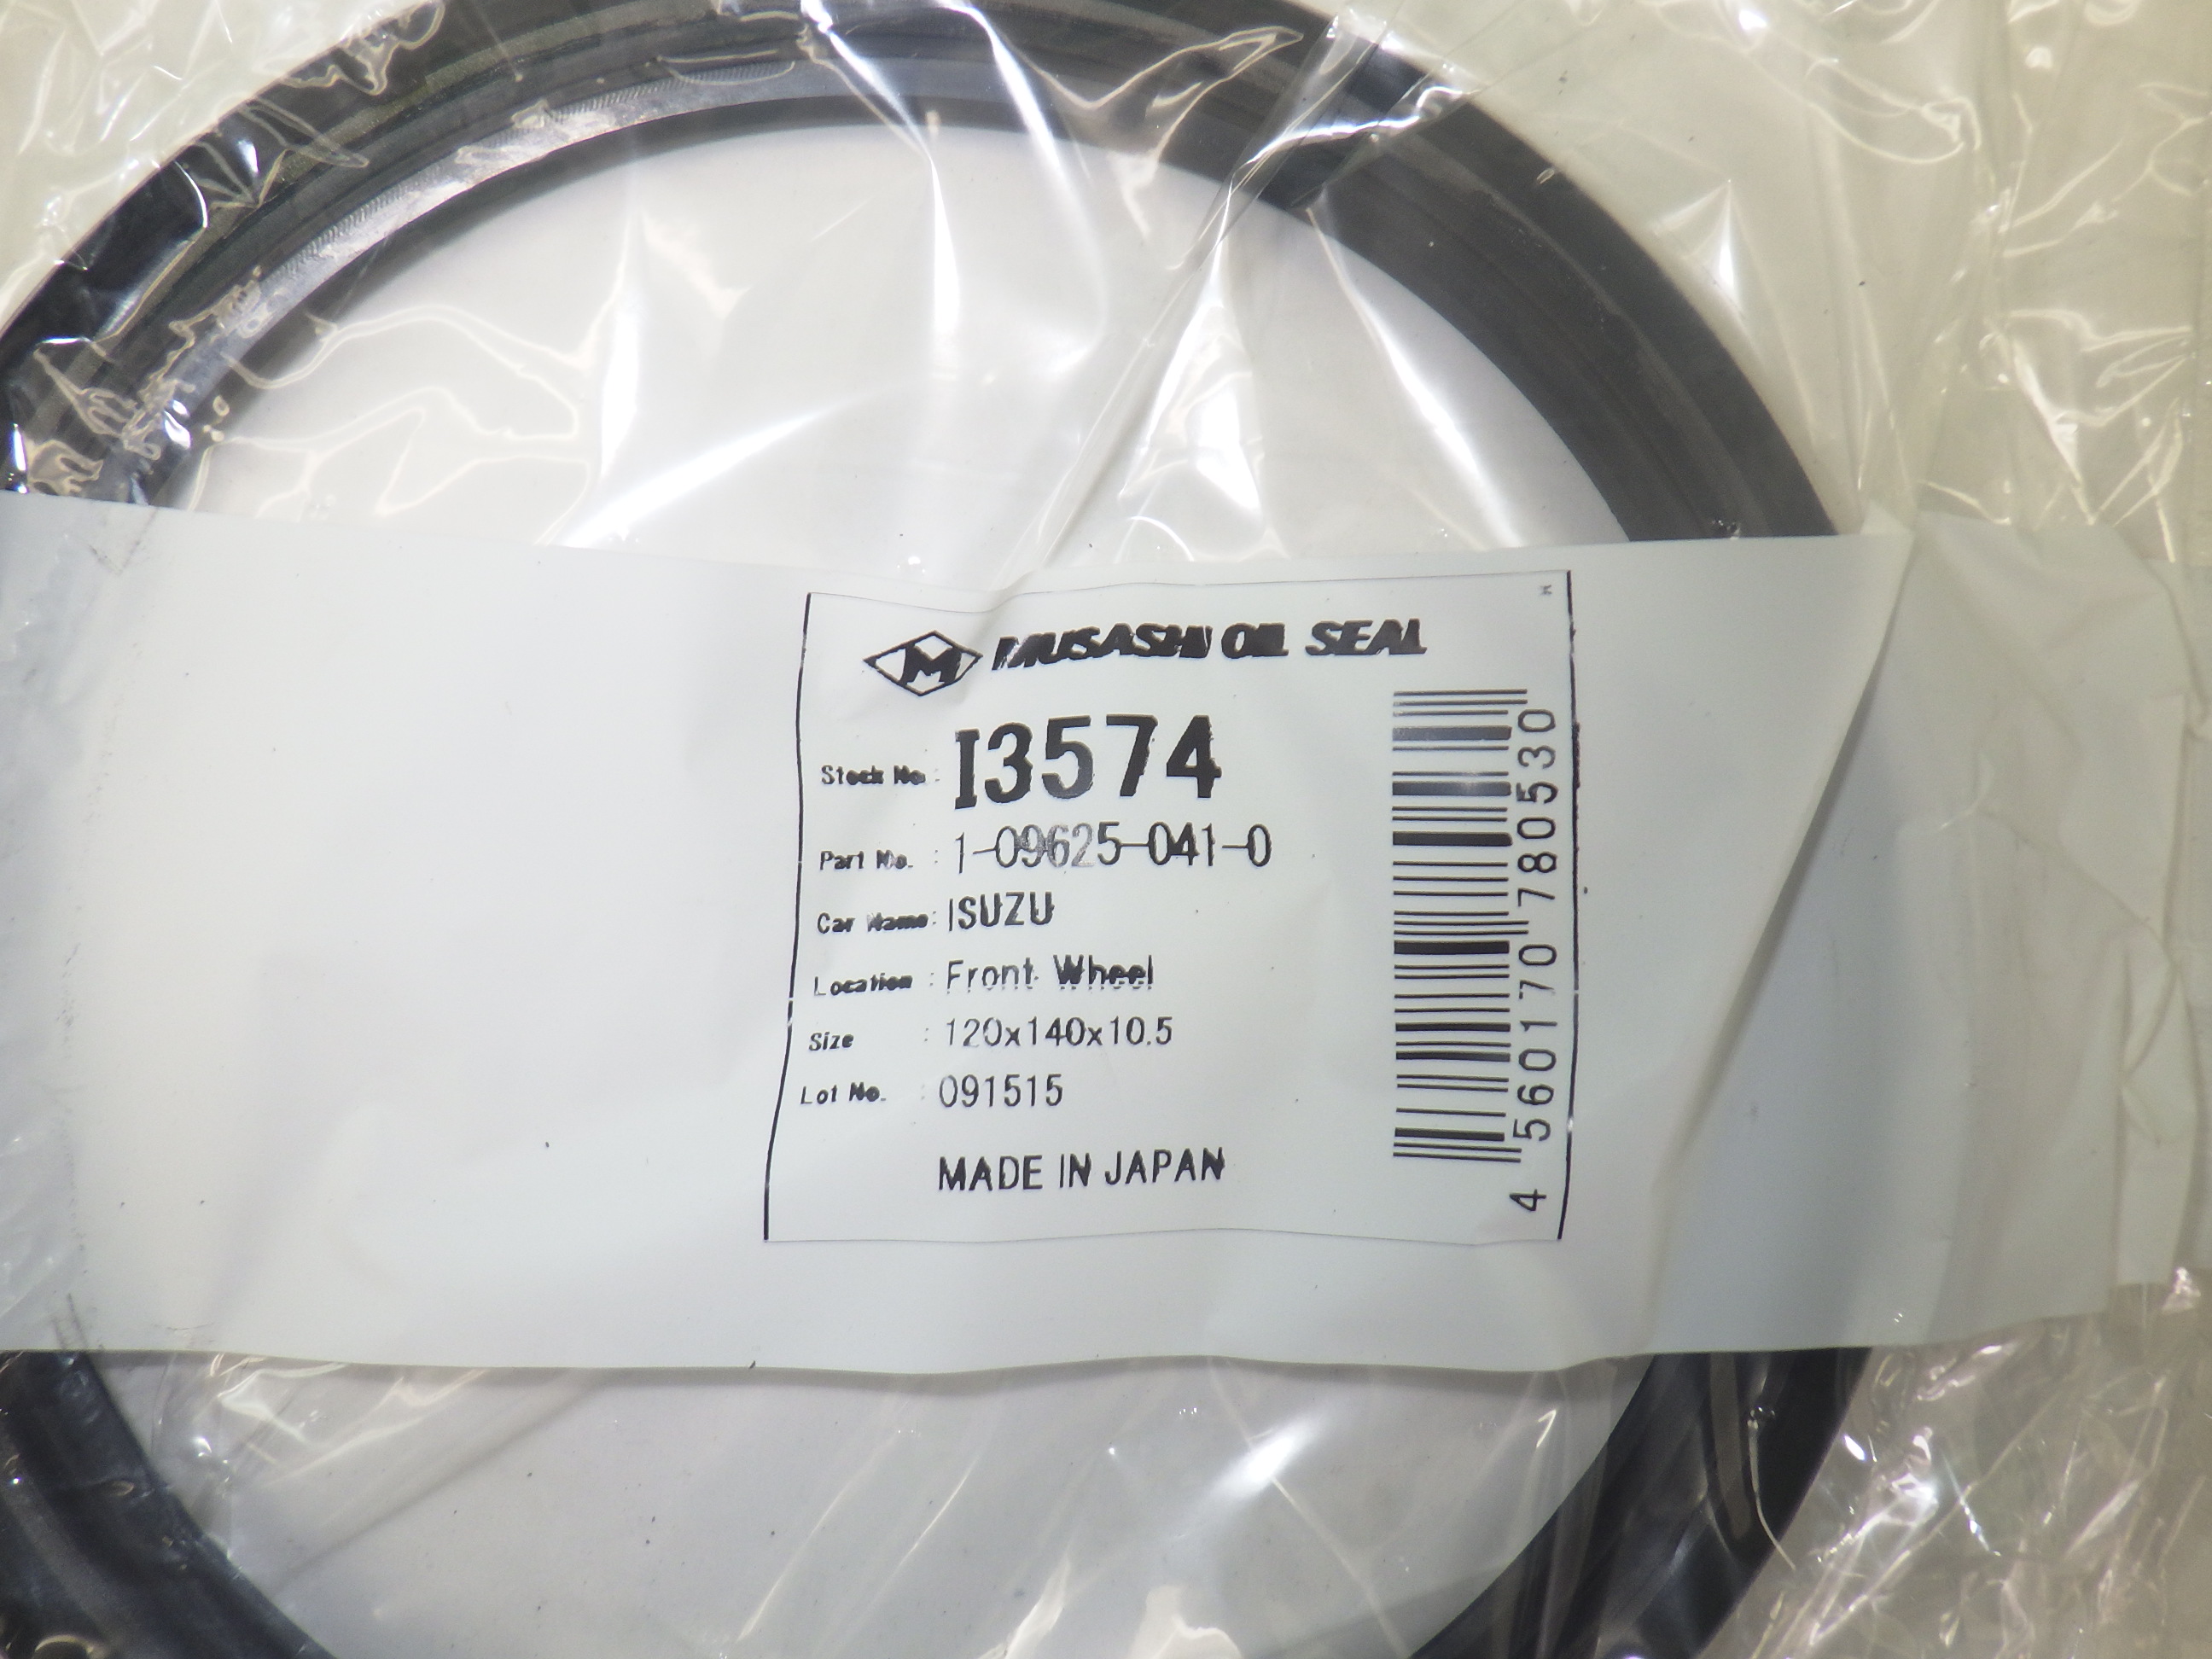 M MUSASHI OIL SEAL
Stock No. : I3574
Part No. : 1-09625-041-0
Car Name : ISUZU
Location : Front Wheel
Size : 120x140x10.5
Lot No. : 091515
MADE IN JAPAN
4 560170 780530
M